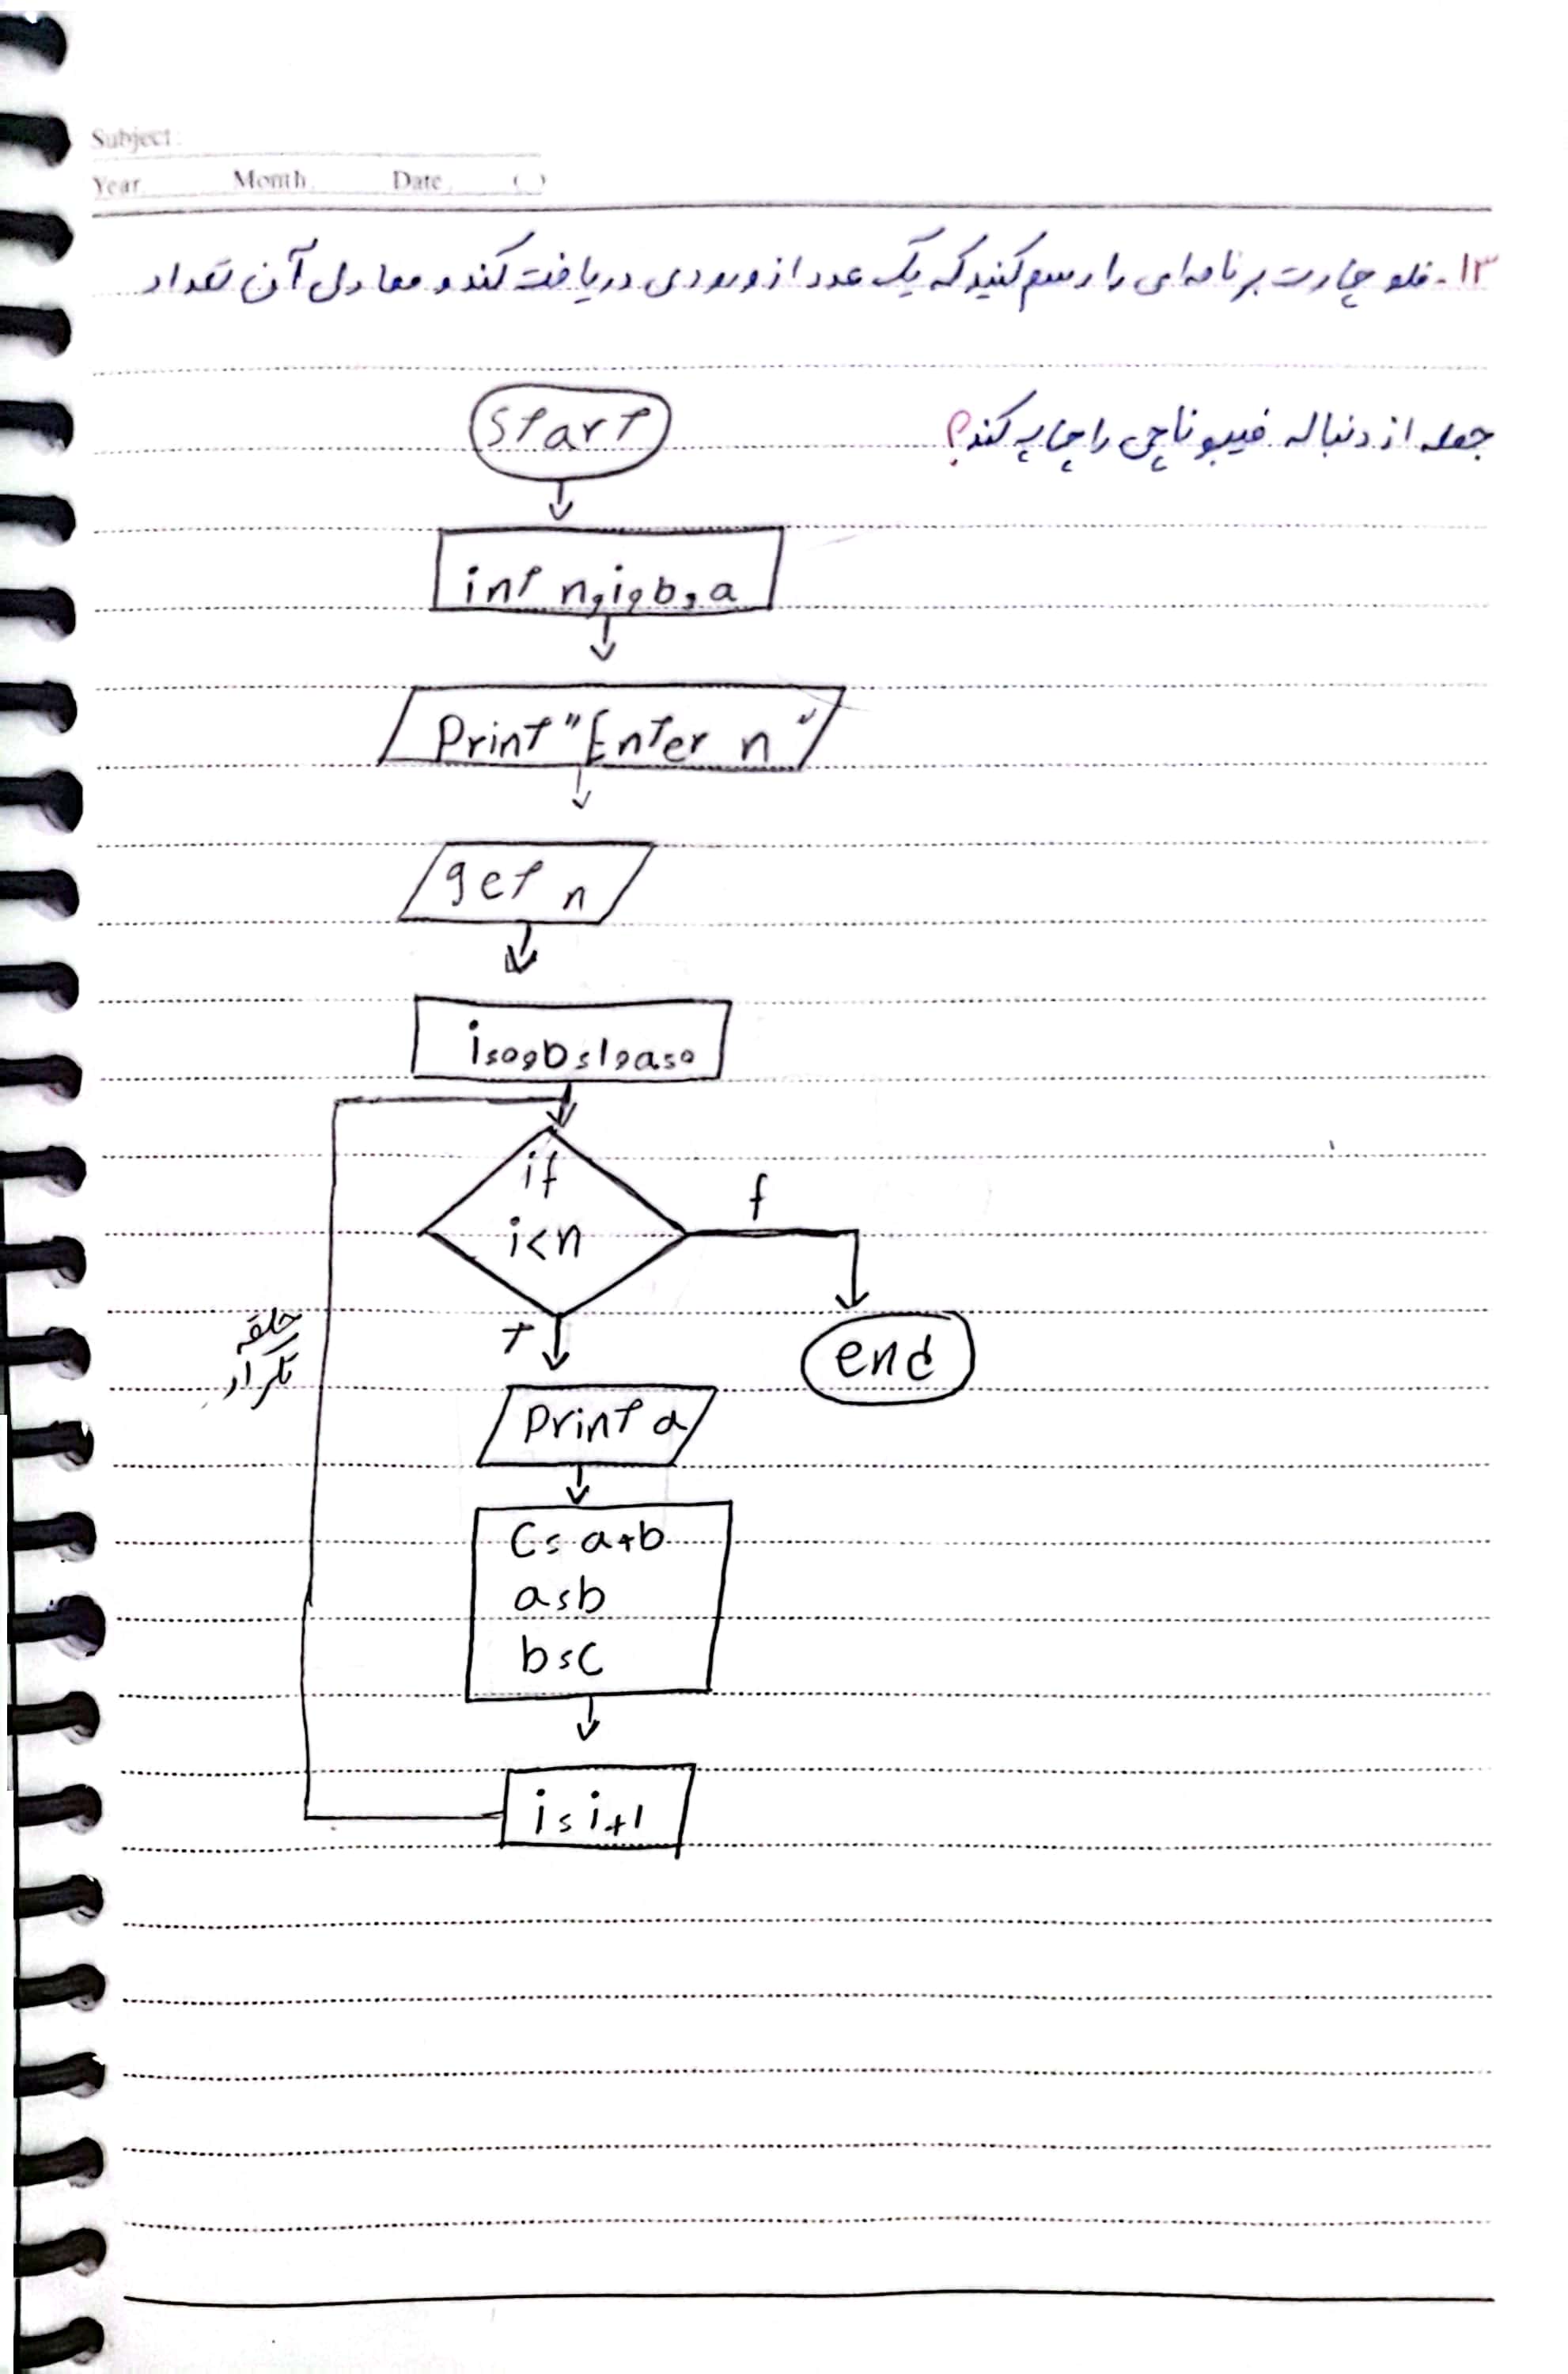 Subject:
Year Month Date ( )
۱۳- فلوچارت برنامه‌ای را رسم کنید که یک عدد از ورودی دریافت کند و معادل آن تعداد
جمله از دنباله فیبوناچی را چاپ کند؟
Start
int n,i,b,a
Print "Enter n"
get n
i=0,b=1,a=0
if
i<n
f
T
end
حلقه
تکرار
Print a
C = a+b
a=b
b=c
i=i+1